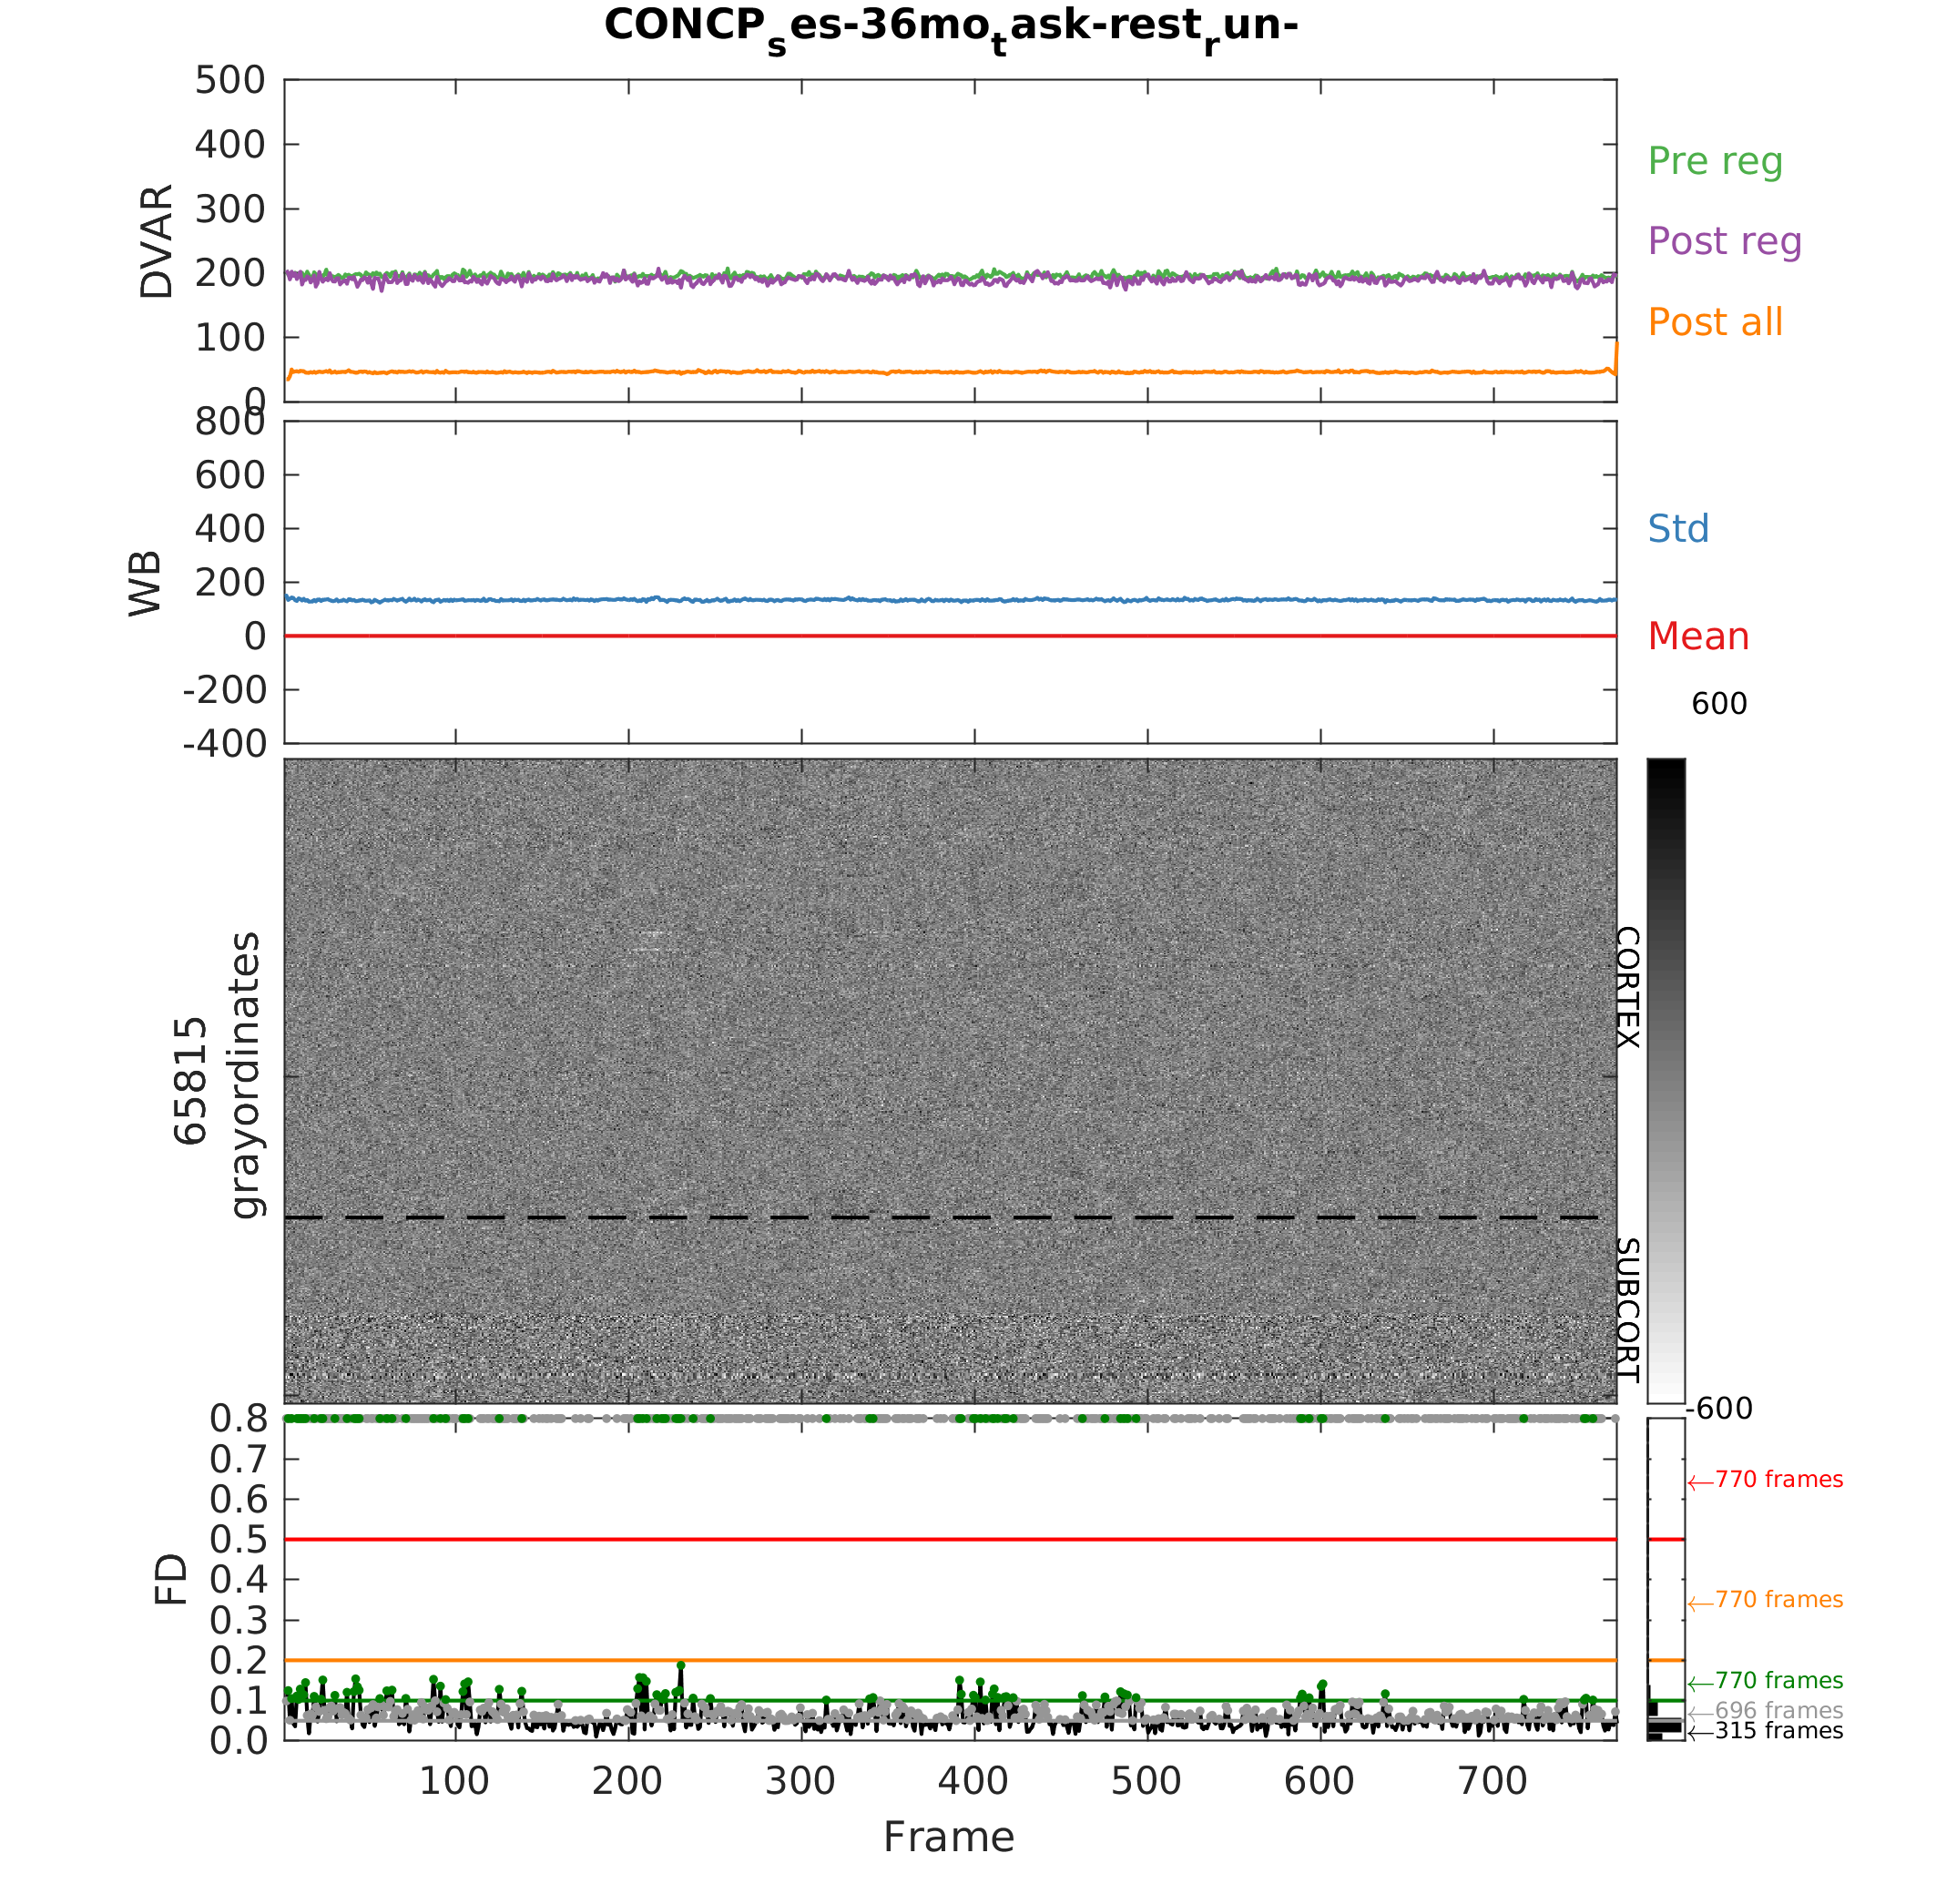 CONCPses-36motask-restrun-
500
400
300
200
100
0
DVAR
Pre reg
Post reg
Post all
800
600
400
200
0
-200
-400
WB
Std
Mean
600
65815
grayordinates
CORTEX
SUBCORT
-600
0.8
0.7
0.6
0.5
0.4
0.3
0.2
0.1
0.0
FD
←770 frames
←770 frames
←770 frames
←696 frames
←315 frames
100 200 300 400 500 600 700
Frame